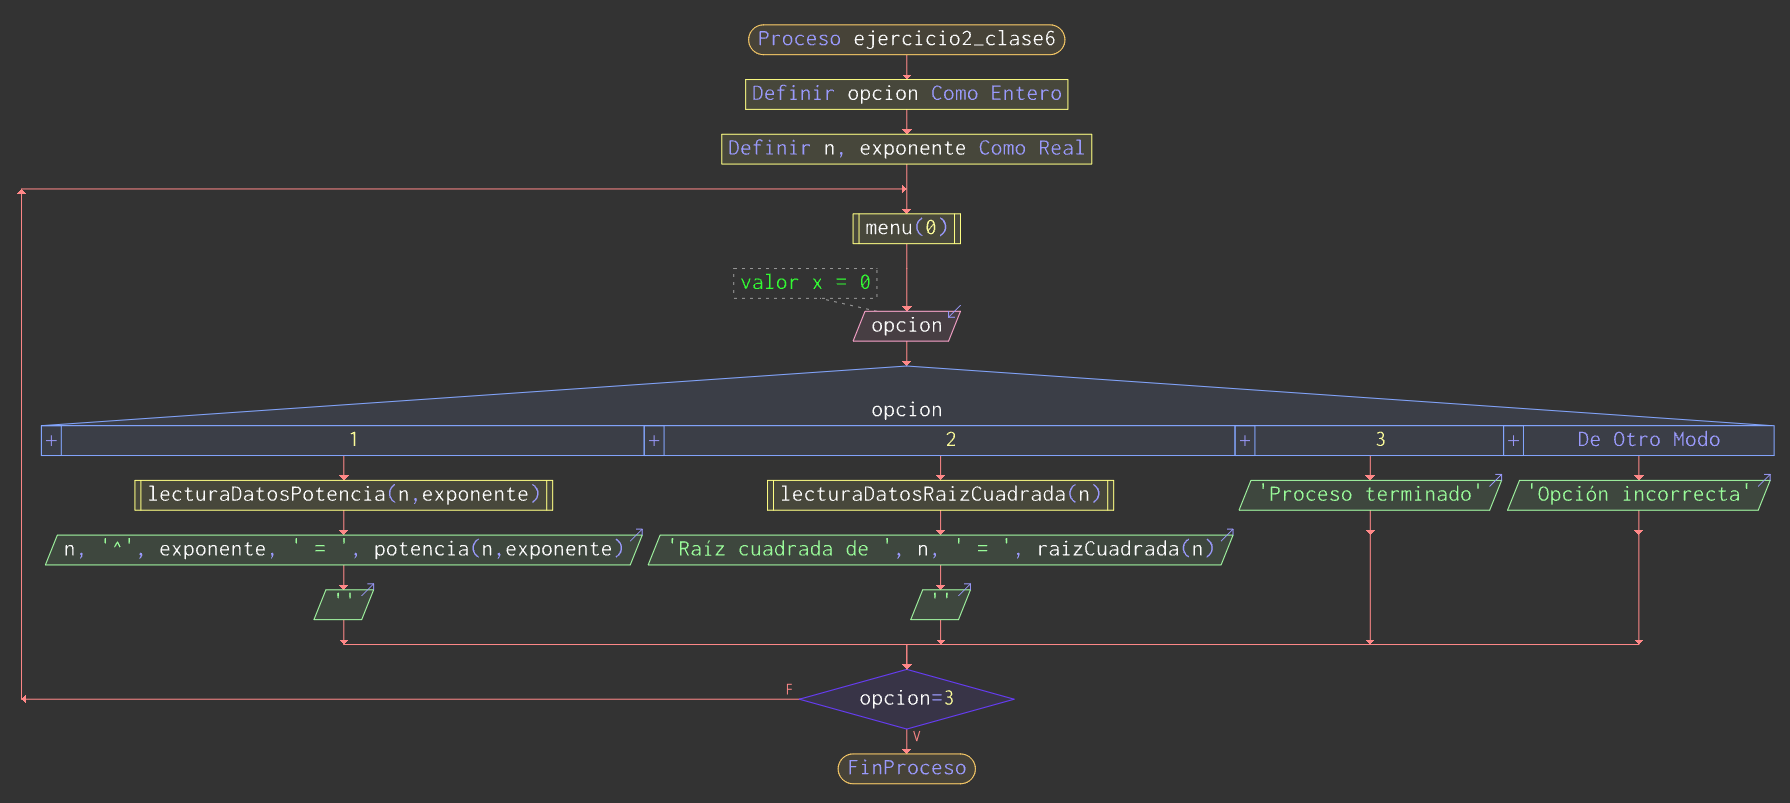 Proceso ejercicio2_clase6
Definir opcion Como Entero
Definir n, exponente Como Real
menu(0)
valor x = 0
opcion
opcion
+ 1 + 2 + 3 + De Otro Modo
lecturaDatosPotencia(n,exponente) lecturaDatosRaizCuadrada(n) 'Proceso terminado' 'Opción incorrecta'
n, '^', exponente, ' = ', potencia(n,exponente) 'Raíz cuadrada de ', n, ' = ', raizCuadrada(n)
'' ''
F
opcion=3
V
FinProceso